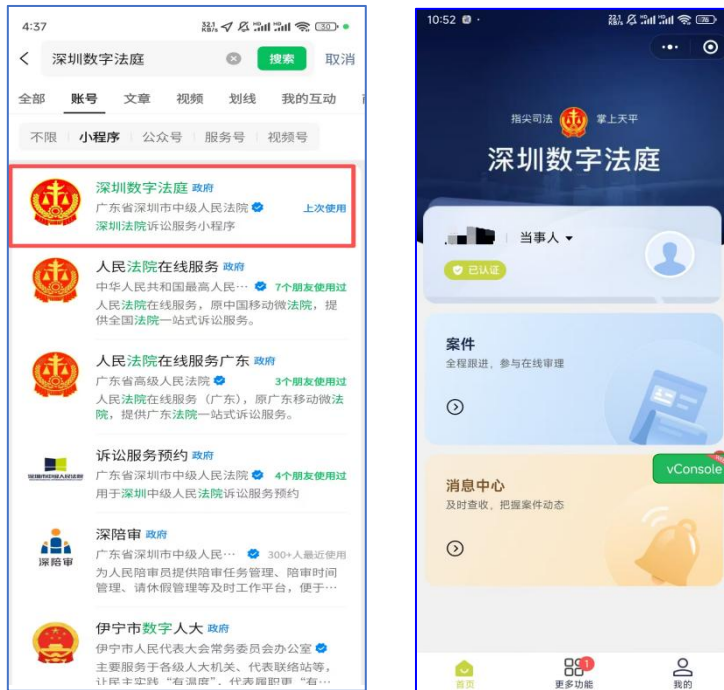 4:37
30
深圳数字法庭
搜索
取消
全部 账号 文章 视频 划线 我的互动
不限 小程序 公众号 服务号 视频号
深圳数字法庭 政府
广东省深圳市中级人民法院
上次使用
深圳法院诉讼服务小程序
人民法院在线服务 政府
中华人民共和国最高人民…
7个朋友使用过
人民法院在线服务，原中国移动微法院，提
供全国法院一站式诉讼服务。
人民法院在线服务广东 政府
广东省高级人民法院
3个朋友使用过
人民法院在线服务（广东），原广东移动微法
院，提供广东法院一站式诉讼服务。
诉讼服务预约 政府
广东省深圳市中级人民法院
4个朋友使用过
用于深圳中级人民法院诉讼服务预约
深陪审
深陪审 政府
广东省深圳市中级人民…
300+人最近使用
为人民陪审员提供陪审任务管理、陪审时间
管理、请休假管理等及时工作平台，便于…
伊宁市数字人大 政府
伊宁市人民代表大会常务委员会办公室
主要服务于各级人大机关、代表联络站等，
让民主实践“有温度”，代表履职更“有…
10:52
指尖司法 掌上天平
深圳数字法庭
当事人
已认证
案件
全程跟进，参与在线审理
vConsole
消息中心
及时查收，把握案件动态
1
首页 更多功能 我的